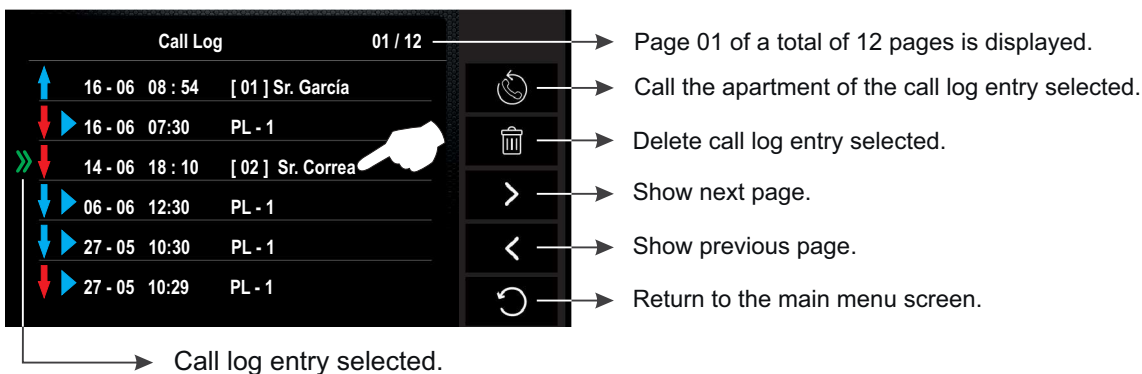 Call Log 01 / 12
16 - 06 08 : 54 [ 01 ] Sr. García
16 - 06 07:30 PL - 1
14 - 06 18 : 10 [ 02 ] Sr. Correa
06 - 06 12:30 PL - 1
27 - 05 10:30 PL - 1
27 - 05 10:29 PL - 1
Page 01 of a total of 12 pages is displayed.
Call the apartment of the call log entry selected.
Delete call log entry selected.
Show next page.
Show previous page.
Return to the main menu screen.
Call log entry selected.